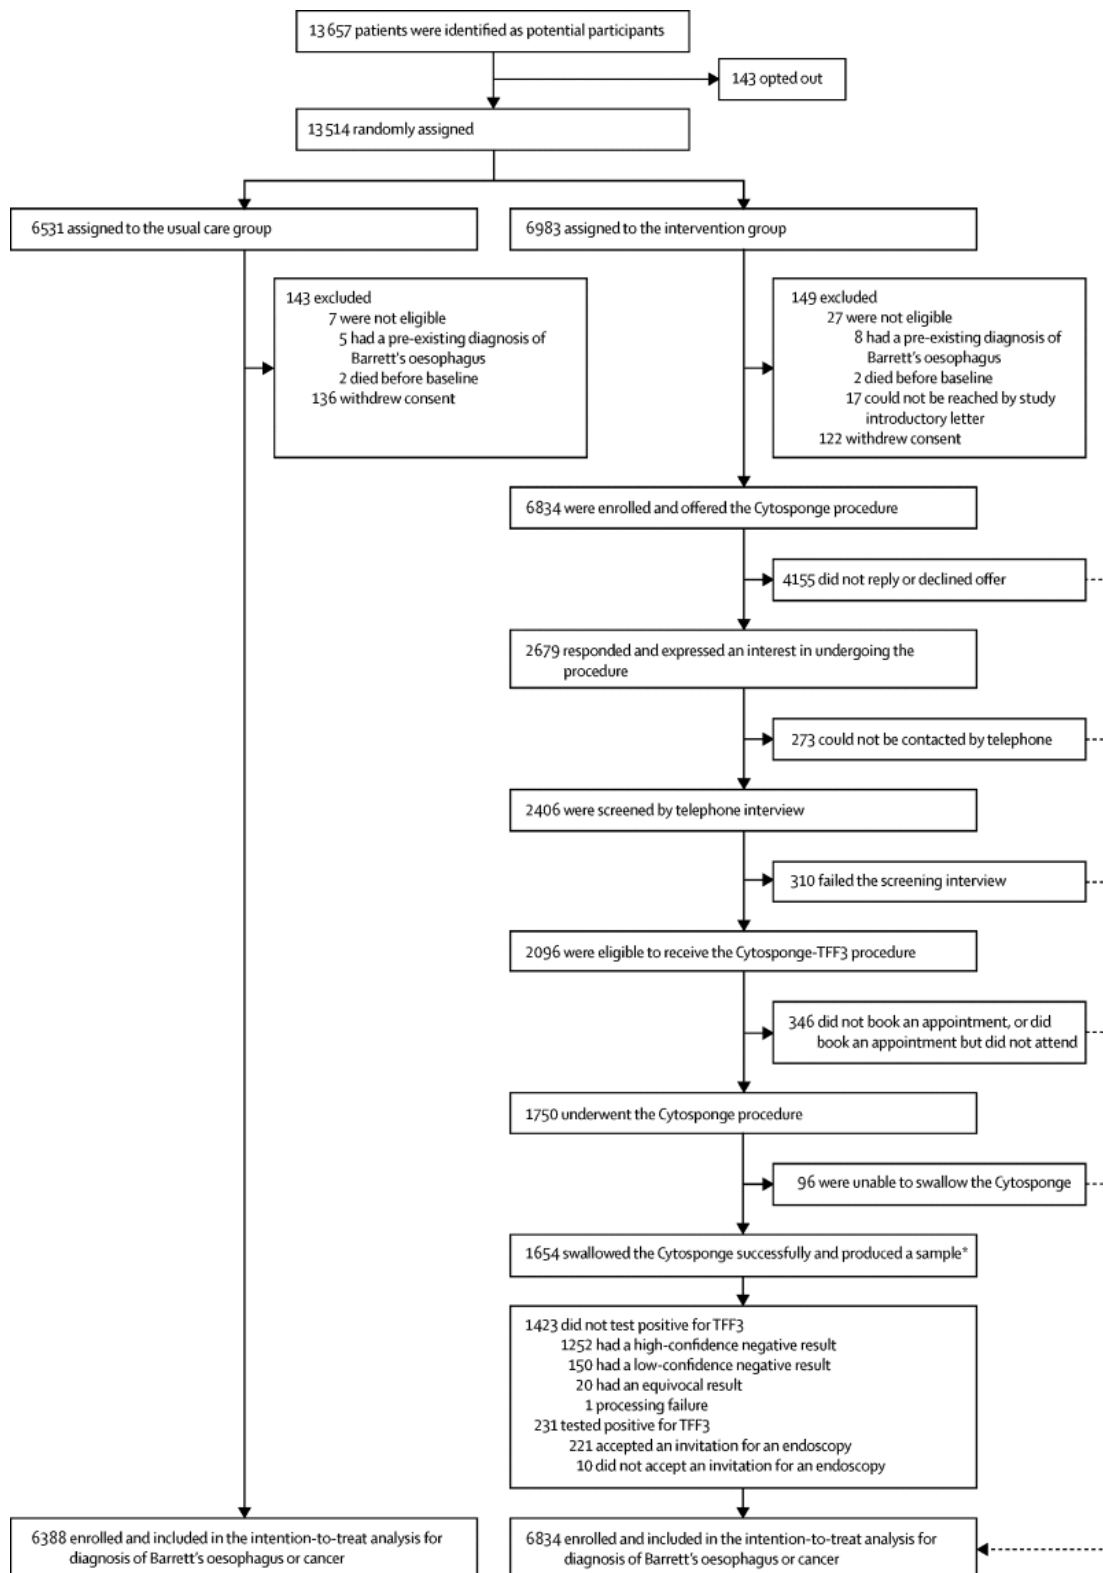 13 657 patients were identified as potential participants
143 opted out
13 514 randomly assigned
6531 assigned to the usual care group
6983 assigned to the intervention group
143 excluded
7 were not eligible
5 had a pre-existing diagnosis of
Barrett's oesophagus
2 died before baseline
136 withdrew consent
149 excluded
27 were not eligible
8 had a pre-existing diagnosis of
Barrett's oesophagus
2 died before baseline
17 could not be reached by study
introductory letter
122 withdrew consent
6834 were enrolled and offered the Cytosponge procedure
4155 did not reply or declined offer
2679 responded and expressed an interest in undergoing the
procedure
273 could not be contacted by telephone
2406 were screened by telephone interview
310 failed the screening interview
2096 were eligible to receive the Cytosponge-TFF3 procedure
346 did not book an appointment, or did
book an appointment but did not attend
1750 underwent the Cytosponge procedure
96 were unable to swallow the Cytosponge
1654 swallowed the Cytosponge successfully and produced a sample*
1423 did not test positive for TFF3
1252 had a high-confidence negative result
150 had a low-confidence negative result
20 had an equivocal result
1 processing failure
231 tested positive for TFF3
221 accepted an invitation for an endoscopy
10 did not accept an invitation for an endoscopy
6388 enrolled and included in the intention-to-treat analysis for
diagnosis of Barrett's oesophagus or cancer
6834 enrolled and included in the intention-to-treat analysis for
diagnosis of Barrett's oesophagus or cancer